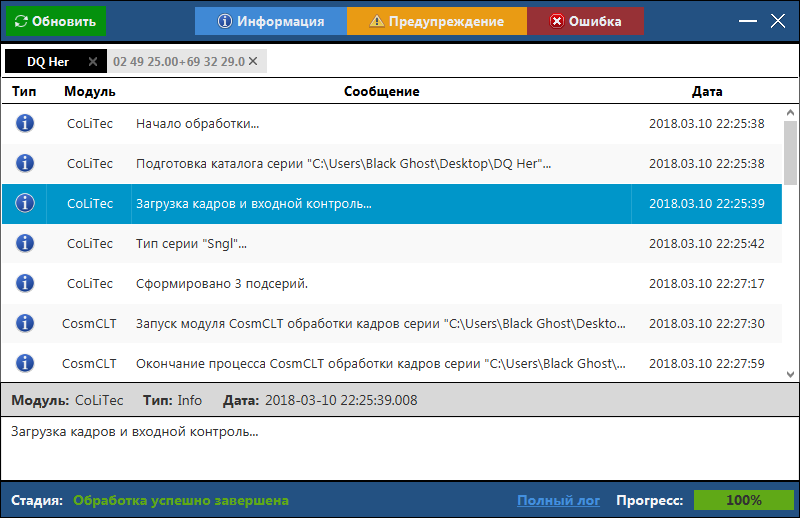 Обновить Информация Предупреждение Ошибка
DQ Her 02 49 25.00+69 32 29.0
Тип Модуль Сообщение Дата
CoLiTec Начало обработки... 2018.03.10 22:25:38
CoLiTec Подготовка каталога серии "C:\Users\Black Ghost\Desktop\DQ Her"... 2018.03.10 22:25:38
CoLiTec Загрузка кадров и входной контроль... 2018.03.10 22:25:39
CoLiTec Тип серии "Sngl"... 2018.03.10 22:25:42
CoLiTec Сформировано 3 подсерий. 2018.03.10 22:27:17
CosmCLT Запуск модуля CosmCLT обработки кадров серии "C:\Users\Black Ghost\Deskto... 2018.03.10 22:27:30
CosmCLT Окончание процесса CosmCLT обработки кадров серии "C:\Users\Black Ghost\... 2018.03.10 22:27:59
Модуль: CoLiTec Тип: Info Дата: 2018-03-10 22:25:39.008
Загрузка кадров и входной контроль...
Стадия: Обработка успешно завершена Полный лог Прогресс: 100%